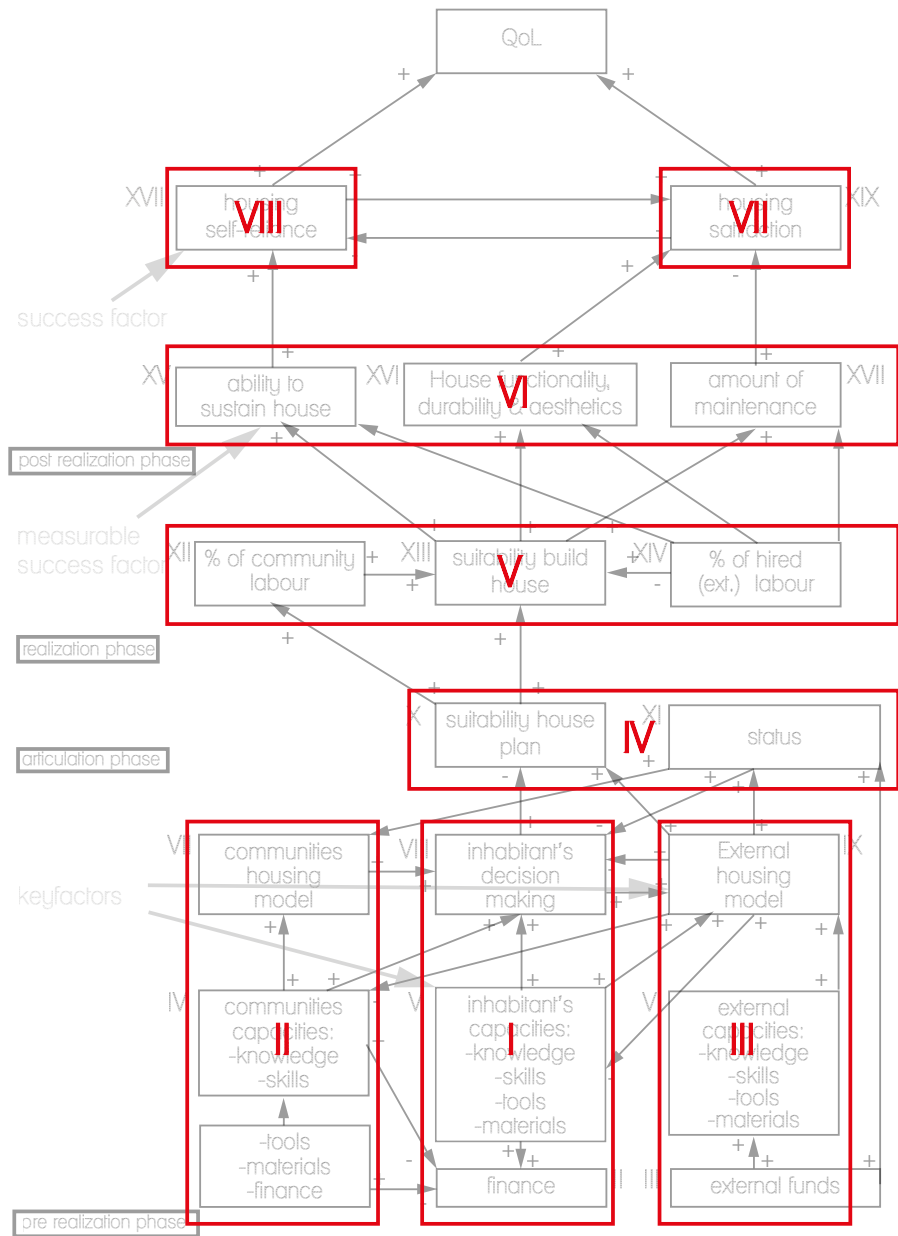 QoL
+ +
+ +
XVII
housing
self-reliance
VIII
housing
satfraction
VII
XIX
+ + -
success factor
+ + +
XV
ability to
sustain house
XVI
House functionality,
durability & aesthetics
VI
amount of
maintenance
XVII
+ + +
post realization phase
measurable
success factor
+ +
XII
% of community
labour
+
+
XIII
suitability build
house
V
XIV
+
-
% of hired
(ext.) labour
+ +
realization phase
+ +
X
suitability house
plan
IV
XI
status
articulation phase
- + + + + +
+ - + +
VII
communities
housing
model
VIII
inhabitant's
decision
making
External
housing
model
IX
keyfactors
+ + + + + + +
+ + + +
IV
communities
capacities:
-knowledge
-skills
II
V
inhabitant's
capacities:
-knowledge
-skills
-tools
-materials
I
VI
external
capacities:
-knowledge
-skills
-tools
-materials
III
-tools
-materials
-finance
- + + + +
finance
II
III
external funds
pre realization phase